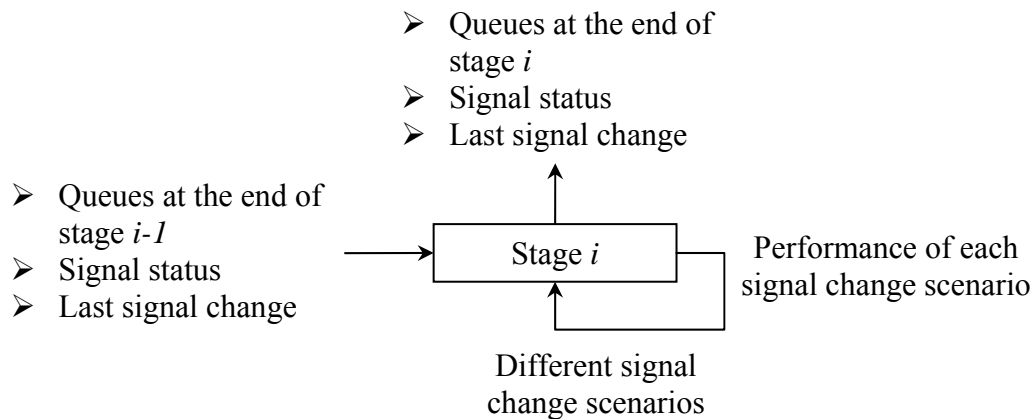 ➢ Queues at the end of
stage i
➢ Signal status
➢ Last signal change
➢ Queues at the end of
stage i-1
➢ Signal status
➢ Last signal change
Stage i
Performance of each
signal change scenario
Different signal
change scenarios